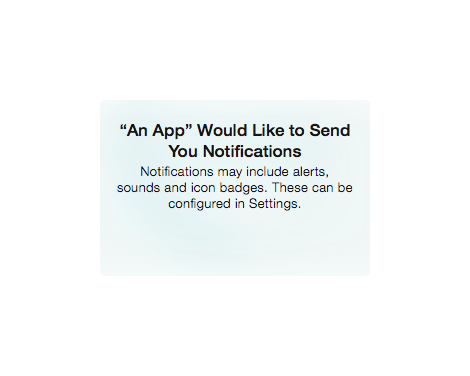 “An App” Would Like to Send
You Notifications
Notifications may include alerts,
sounds and icon badges. These can be
configured in Settings.